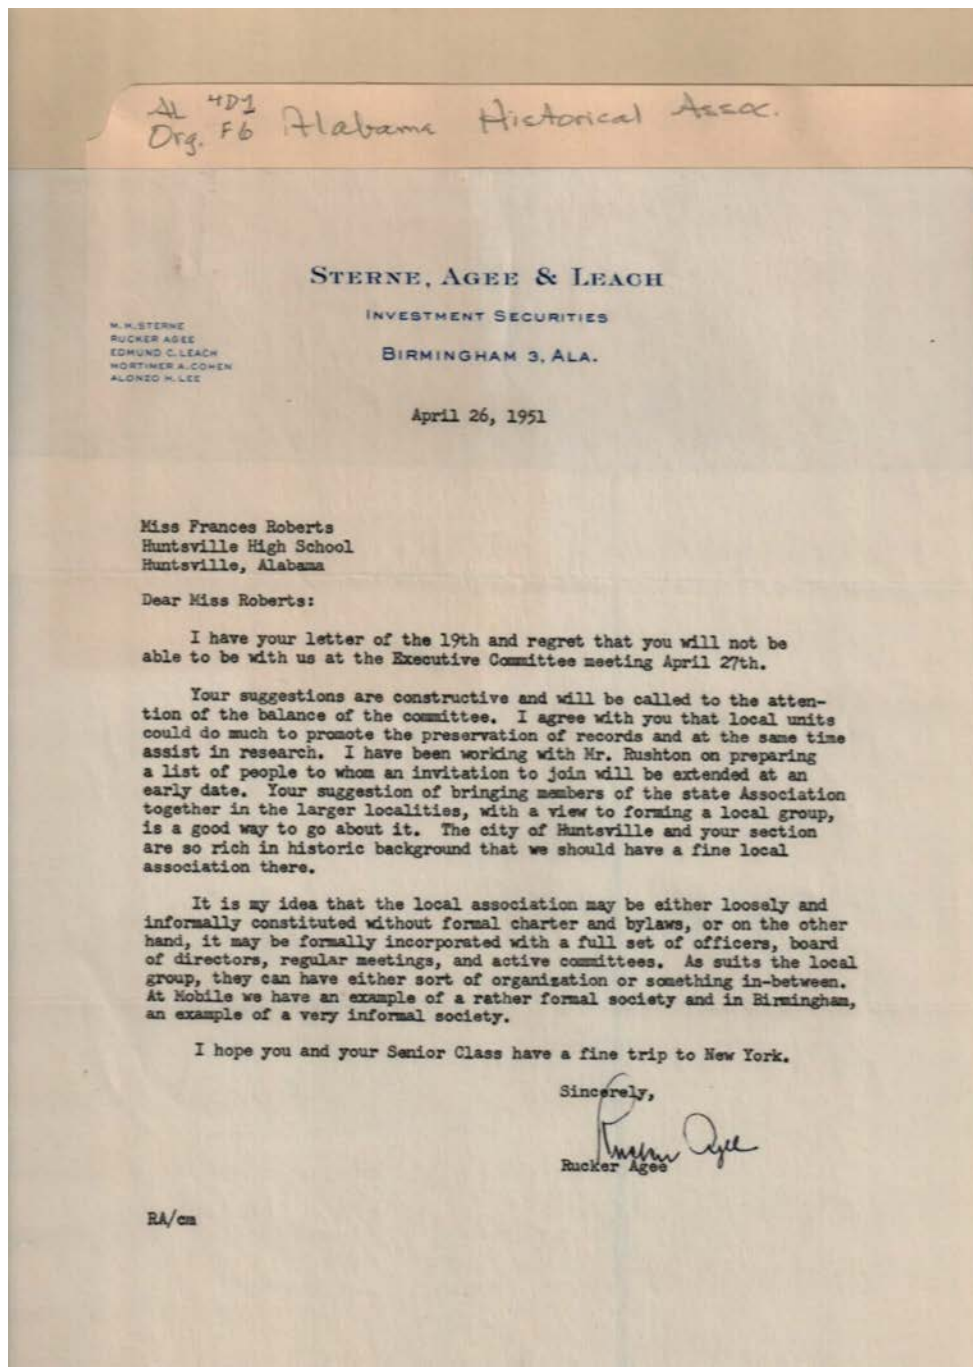 AL 4D1
Org. F6 Alabama Historical Assoc.
STERNE, AGEE & LEACH
INVESTMENT SECURITIES
BIRMINGHAM 3, ALA.
M. H. STERNE
RUCKER AGEE
EDMUND C. LEACH
MORTIMER A. COHEN
ALONZO H. LEE
April 26, 1951
Miss Frances Roberts
Huntsville High School
Huntsville, Alabama
Dear Miss Roberts:
I have your letter of the 19th and regret that you will not be
able to be with us at the Executive Committee meeting April 27th.
Your suggestions are constructive and will be called to the atten-
tion of the balance of the committee. I agree with you that local units
could do much to promote the preservation of records and at the same time
assist in research. I have been working with Mr. Rushton on preparing
a list of people to whom an invitation to join will be extended at an
early date. Your suggestion of bringing members of the state Association
together in the larger localities, with a view to forming a local group,
is a good way to go about it. The city of Huntsville and your section
are so rich in historic background that we should have a fine local
association there.
It is my idea that the local association may be either loosely and
informally constituted without formal charter and bylaws, or on the other
hand, it may be formally incorporated with a full set of officers, board
of directors, regular meetings, and active committees. As suits the local
group, they can have either sort of organization or something in-between.
At Mobile we have an example of a rather formal society and in Birmingham,
an example of a very informal society.
I hope you and your Senior Class have a fine trip to New York.
Sincerely,
Rucker Agee
Rucker Agee
RA/cm